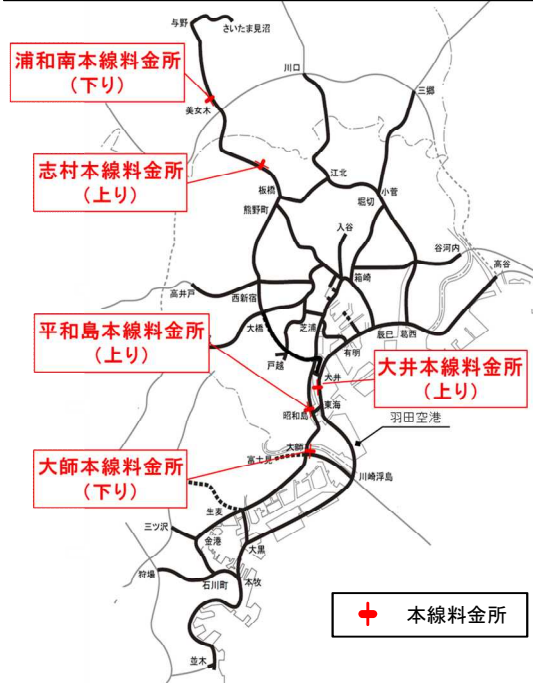 与野
さいたま見沼
浦和南本線料金所
(下り)
川口
三郷
美女木
志村本線料金所
(上り)
板橋
江北
小菅
熊野町
堀切
入谷
谷河内
高谷
箱崎
高井戸
西新宿
平和島本線料金所
(上り)
大橋
芝浦
辰巳
葛西
有明
戸越
大井本線料金所
(上り)
大井
昭和島
東海
羽田空港
大師
富士見
大師本線料金所
(下り)
川崎浮島
生麦
三ツ沢
金港
大黒
狩場
石川町
本牧
本線料金所
並木